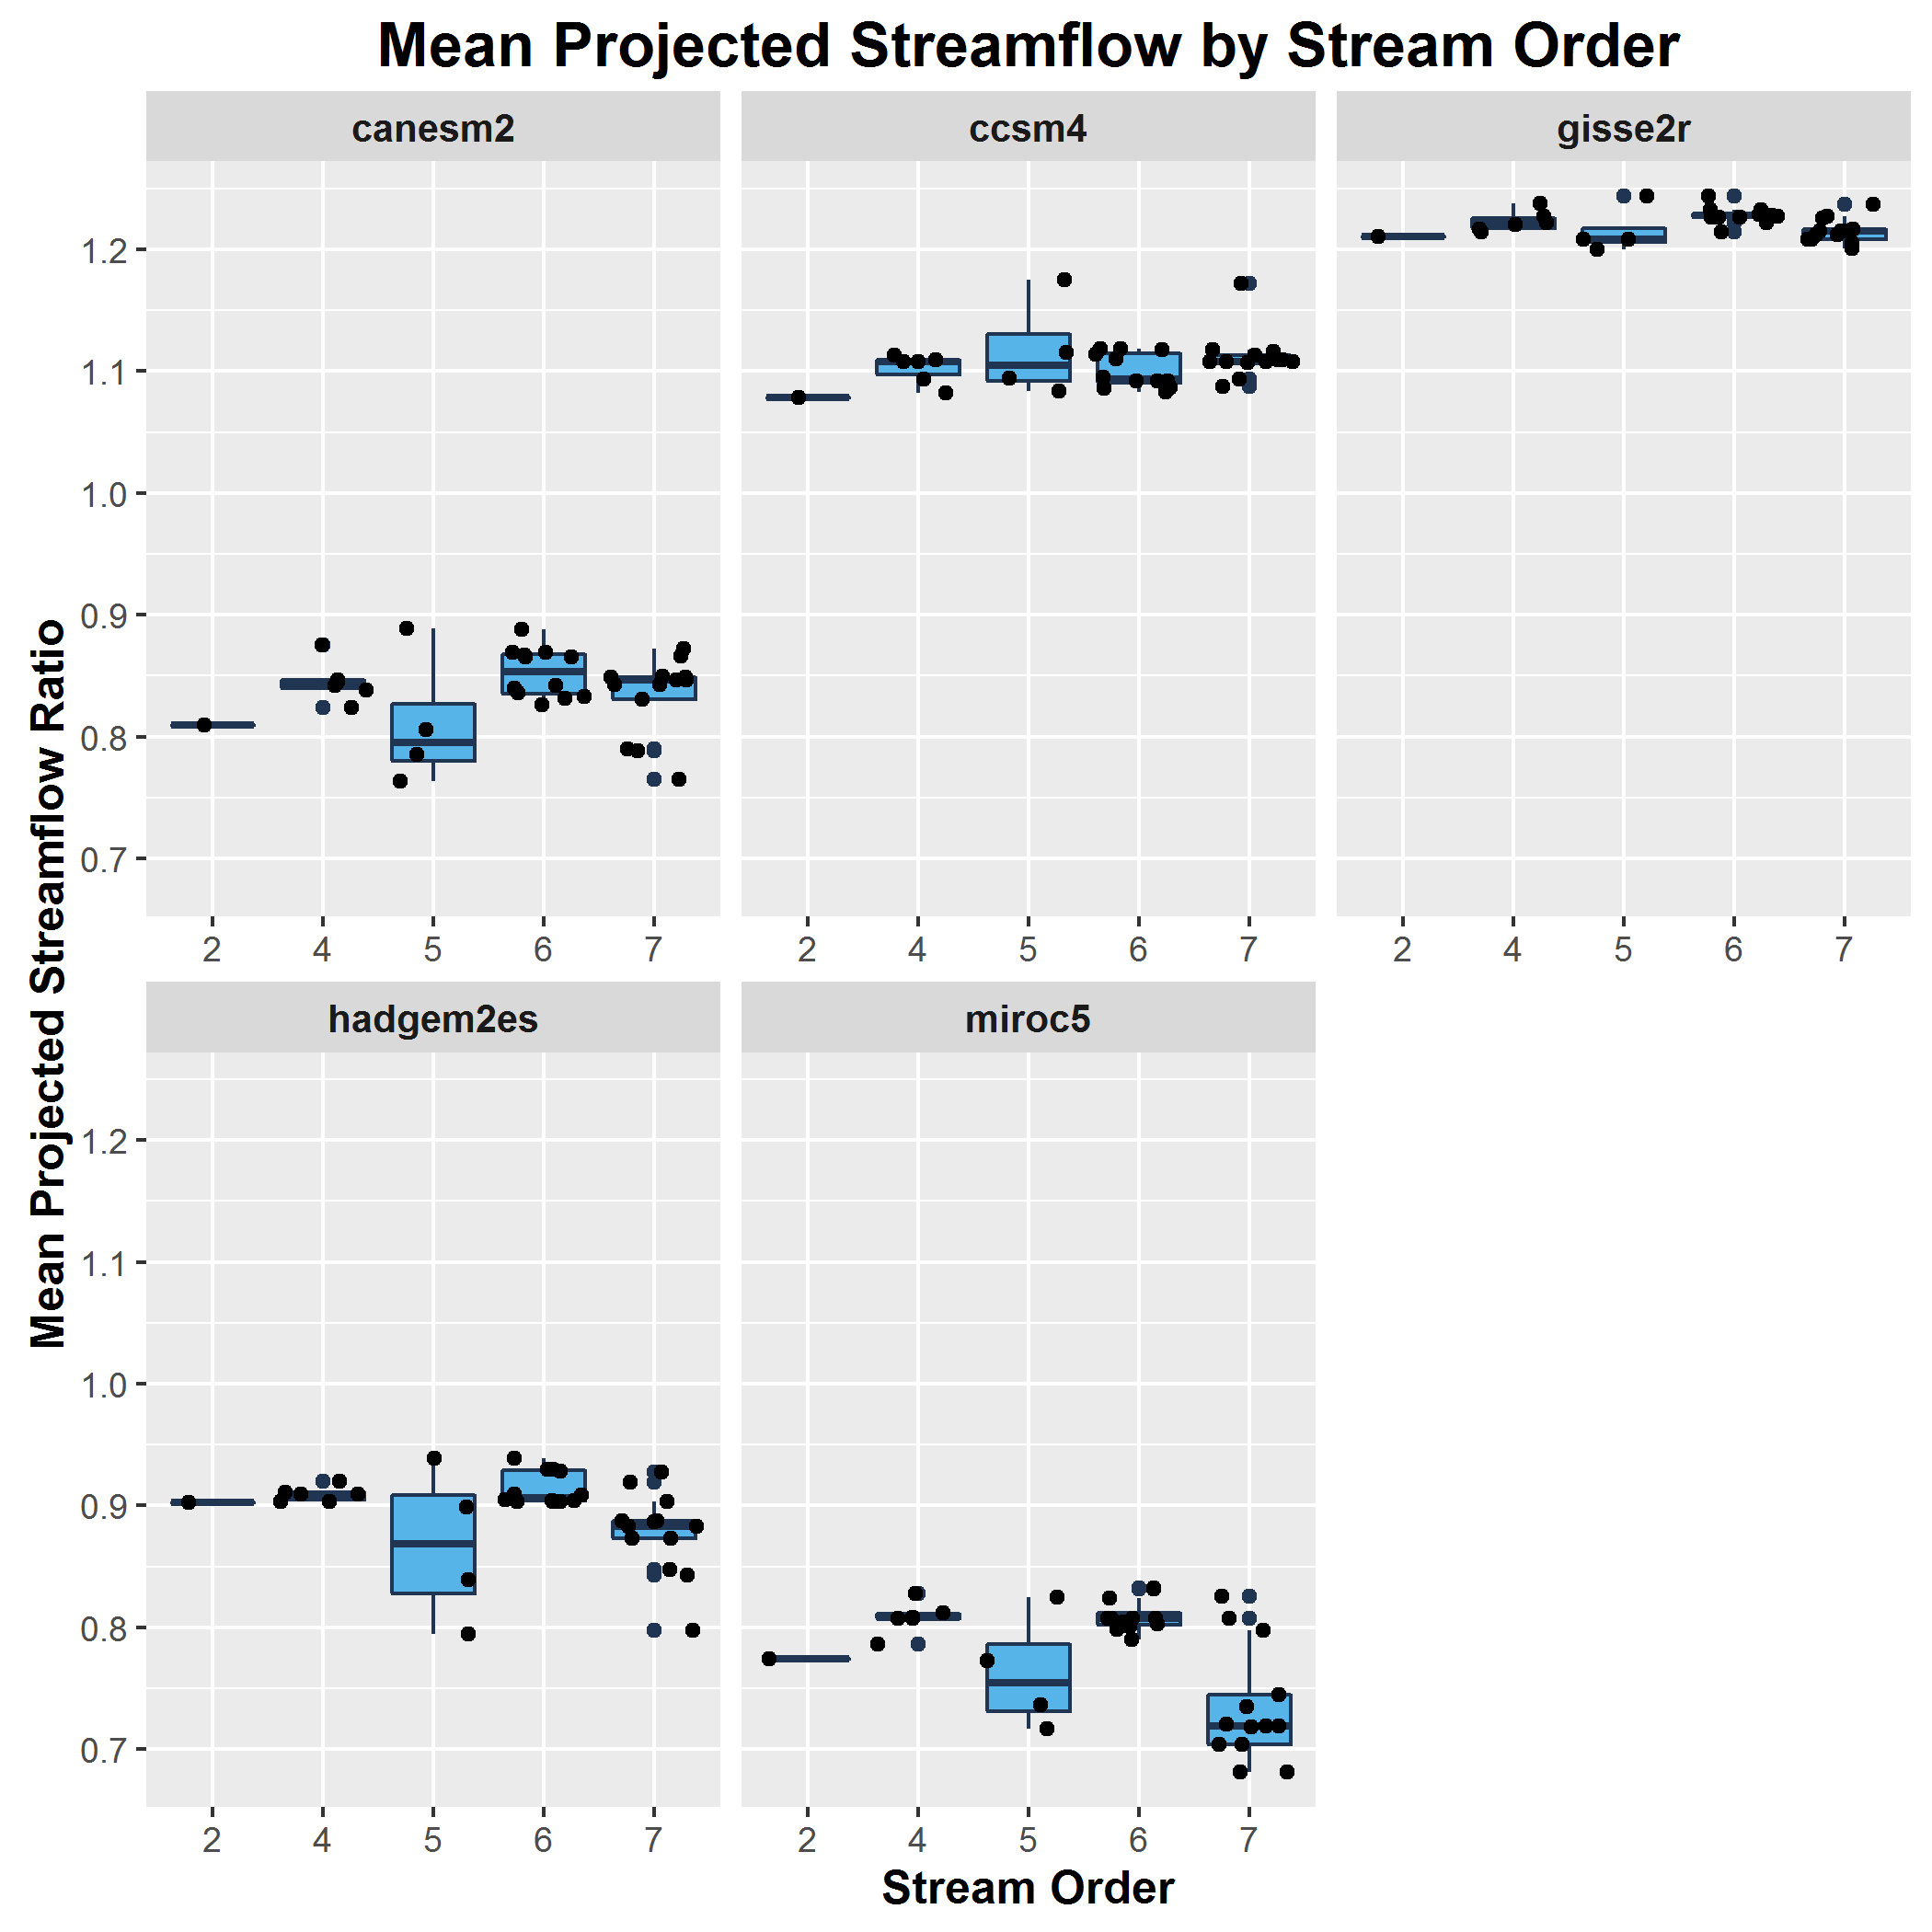 Mean Projected Streamflow by Stream Order
canesm2
ccsm4
gisse2r
Mean Projected Streamflow Ratio
1.2
1.1
1.0
0.9
0.8
0.7
2 4 5 6 7
2 4 5 6 7
2 4 5 6 7
hadgem2es
miroc5
1.2
1.1
1.0
0.9
0.8
0.7
2 4 5 6 7
2 4 5 6 7
Stream Order